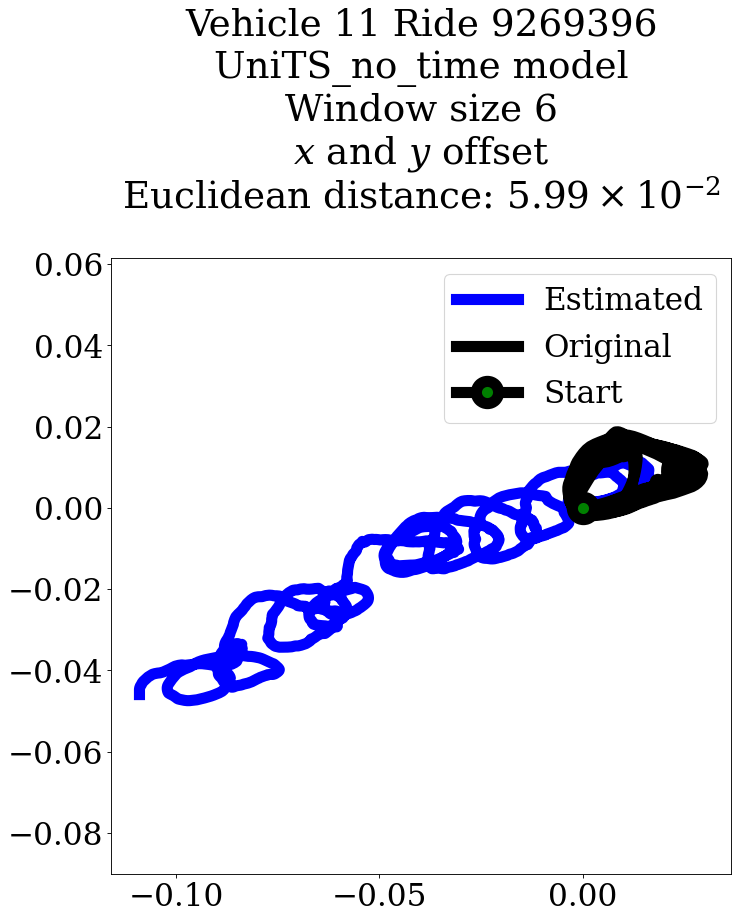 Vehicle 11 Ride 9269396
UniTS_no_time model
Window size 6
x and y offset
Euclidean distance: 5.99 × 10⁻²
0.06
Estimated
Original
Start
0.04
0.02
0.00
−0.02
−0.04
−0.06
−0.08
−0.10 −0.05 0.00